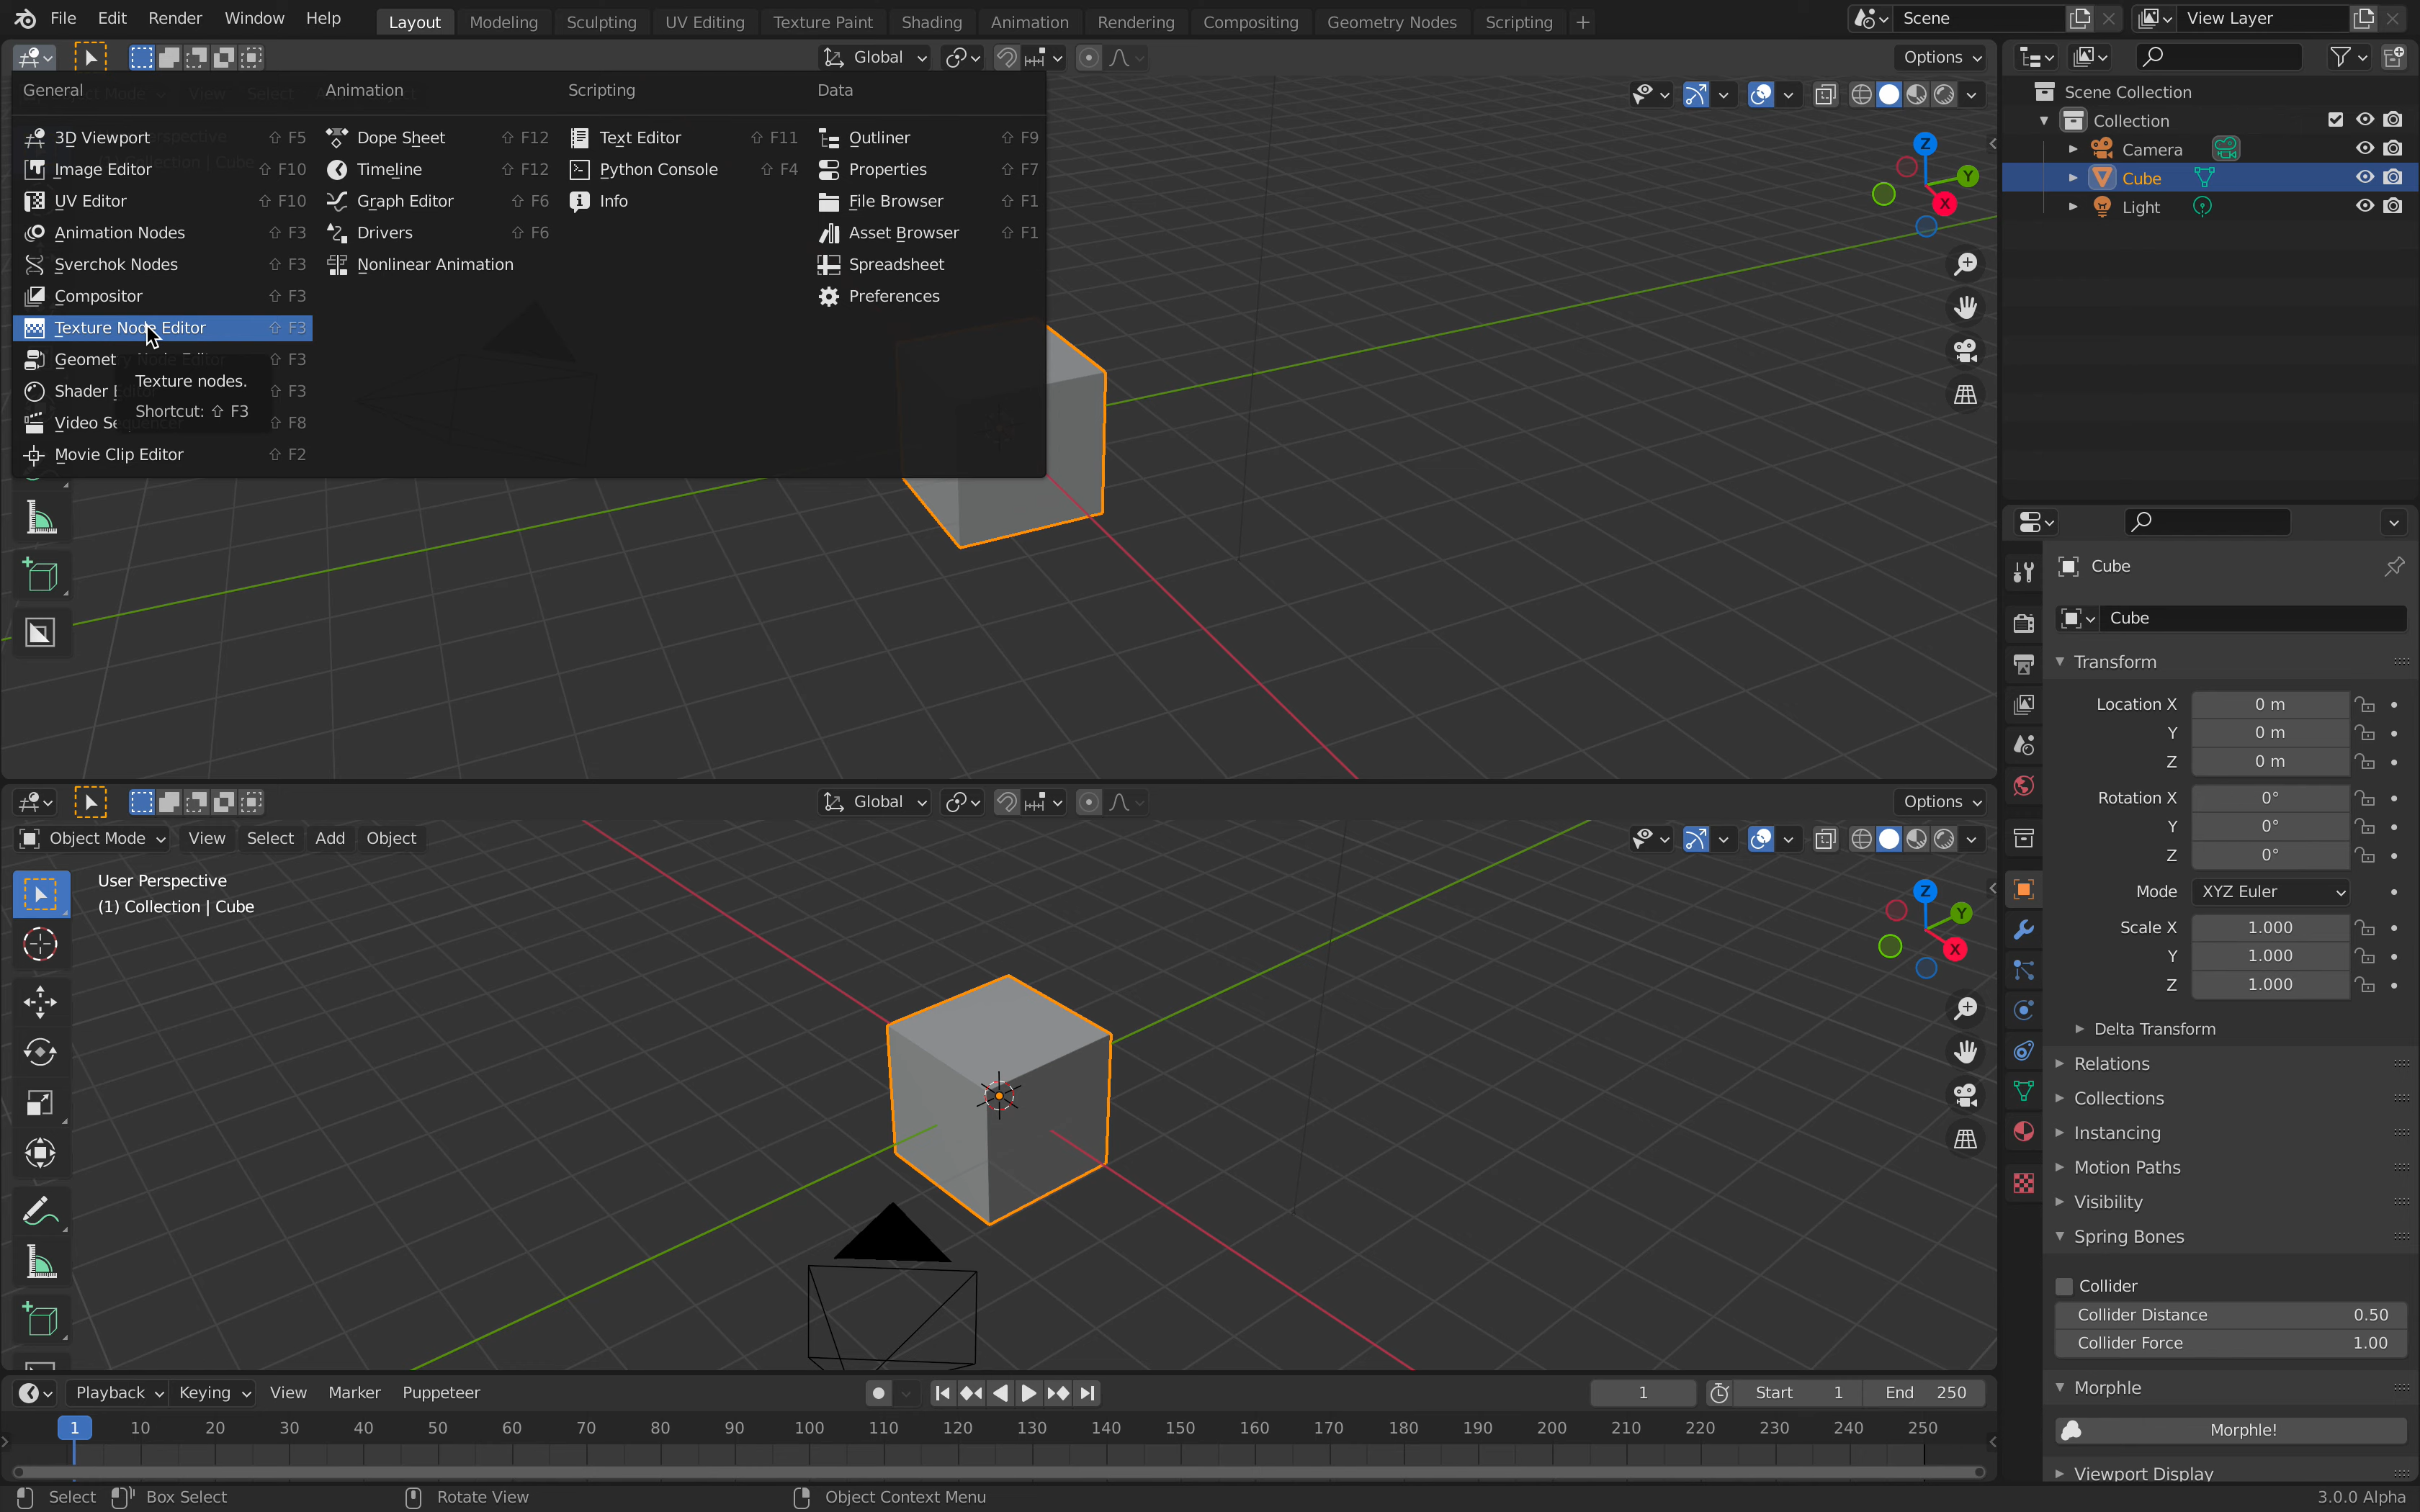 File Edit Render Window Help Layout Modeling Sculpting UV Editing Texture Paint Shading Animation Rendering Compositing Geometry Nodes Scripting + Scene View Layer
Global Options
General Animation Scripting Data
3D Viewport ⇧ F5 Dope Sheet ⇧ F12 Text Editor ⇧ F11 Outliner ⇧ F9
Image Editor ⇧ F10 Timeline ⇧ F12 Python Console ⇧ F4 Properties ⇧ F7
UV Editor ⇧ F10 Graph Editor ⇧ F6 Info File Browser ⇧ F1
Animation Nodes ⇧ F3 Drivers ⇧ F6 Asset Browser ⇧ F1
Sverchok Nodes ⇧ F3 Nonlinear Animation Spreadsheet
Compositor ⇧ F3 Preferences
Texture Node Editor ⇧ F3
Geometry Node Editor ⇧ F3
Shader Editor ⇧ F3
Video Sequencer ⇧ F8
Movie Clip Editor ⇧ F2
Texture nodes.
Shortcut: ⇧ F3
Z
Y
X
Scene Collection
Collection
Camera
Cube
Light
Cube
Cube
Transform
Location X 0 m
Y 0 m
Z 0 m
Rotation X 0°
Y 0°
Z 0°
Mode XYZ Euler
Scale X 1.000
Y 1.000
Z 1.000
Delta Transform
Relations
Collections
Instancing
Motion Paths
Visibility
Spring Bones
Collider
Collider Distance 0.50
Collider Force 1.00
Morphle
Morphle!
Viewport Display
Global Options
Object Mode View Select Add Object
User Perspective
(1) Collection | Cube
Z
Y
X
Playback Keying View Marker Puppeteer 1 Start 1 End 250
1 10 20 30 40 50 60 70 80 90 100 110 120 130 140 150 160 170 180 190 200 210 220 230 240 250
Select Box Select Rotate View Object Context Menu 3.0.0 Alpha